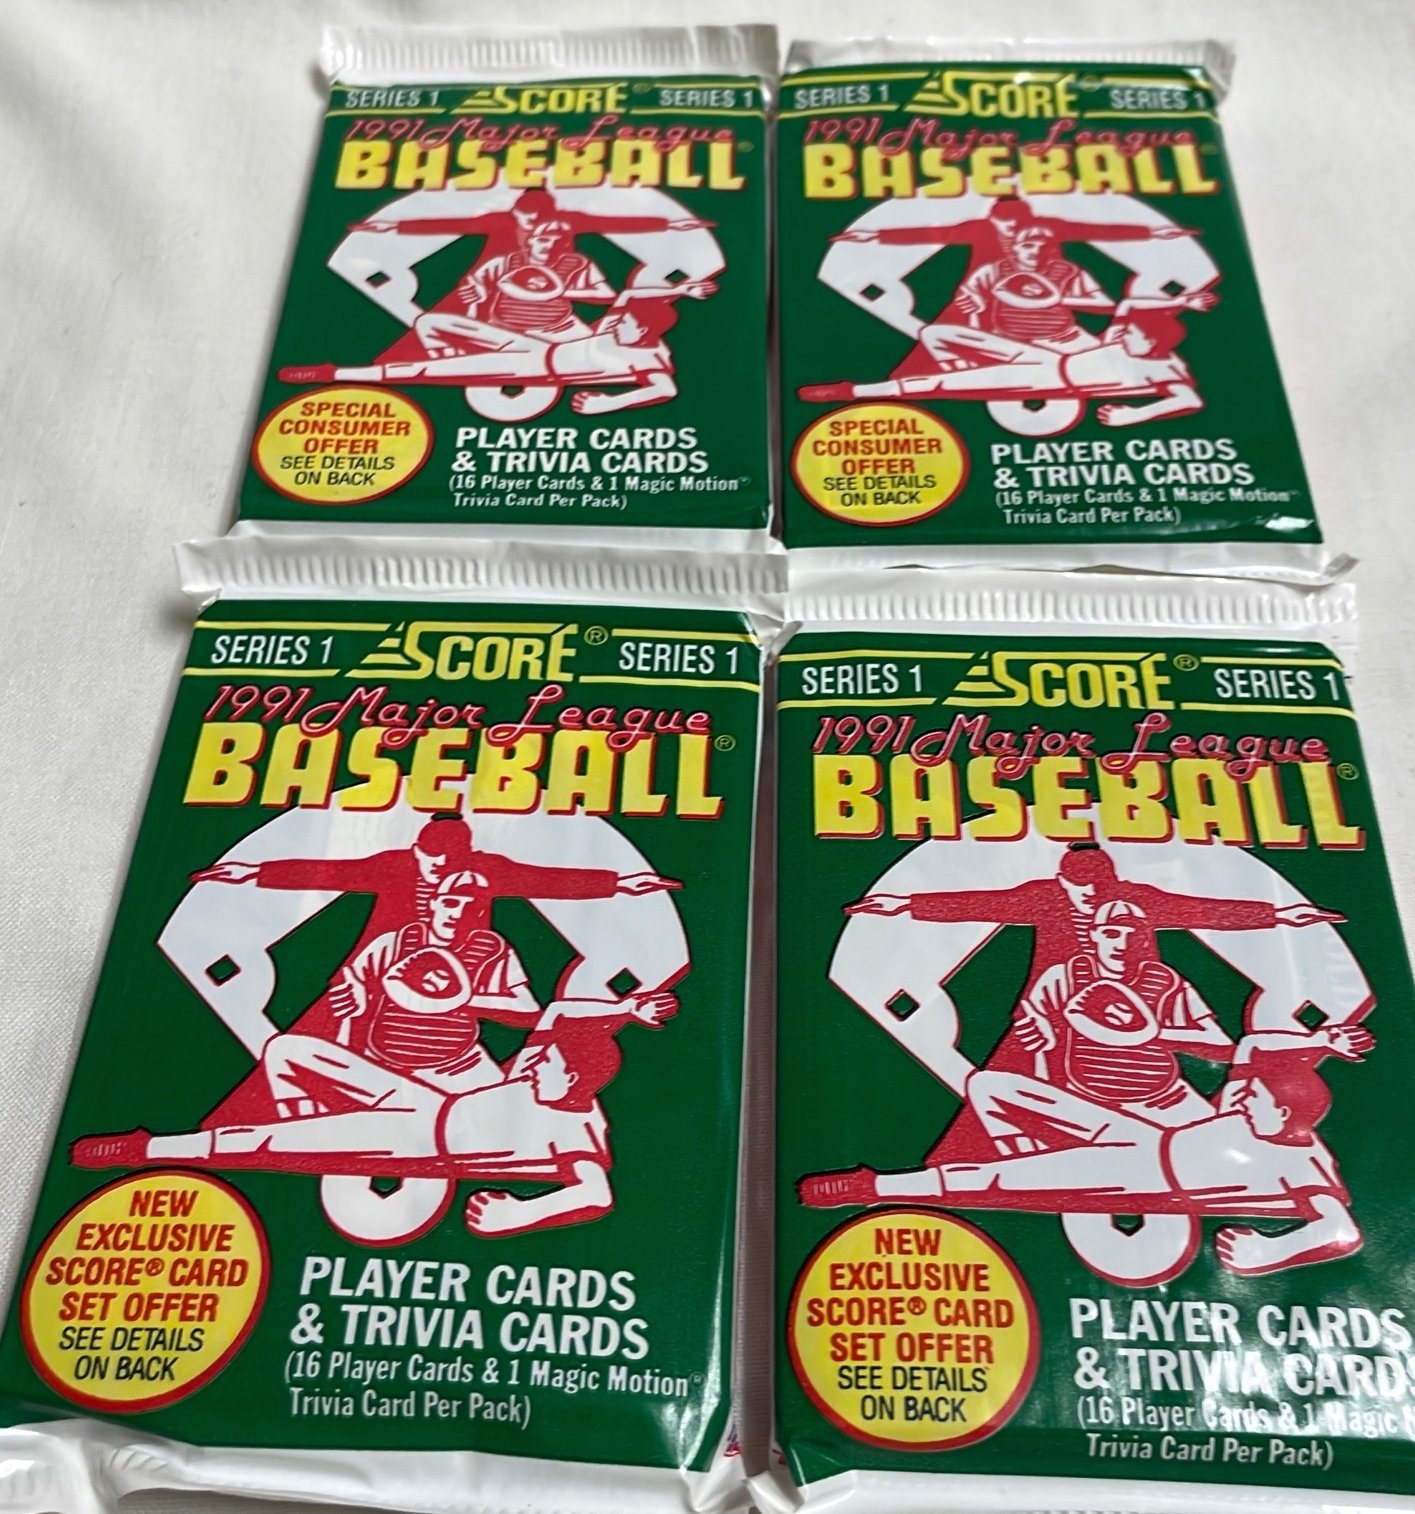 SERIES 1 SCORE® SERIES 1
1991 Major League
BASEBALL®
SPECIAL
CONSUMER
OFFER
SEE DETAILS
ON BACK
PLAYER CARDS
& TRIVIA CARDS
(16 Player Cards & 1 Magic Motion®
Trivia Card Per Pack)
SERIES 1 SCORE® SERIES 1
1991 Major League
BASEBALL®
SPECIAL
CONSUMER
OFFER
SEE DETAILS
ON BACK
PLAYER CARDS
& TRIVIA CARDS
(16 Player Cards & 1 Magic Motion®
Trivia Card Per Pack)
SERIES 1 SCORE® SERIES 1
1991 Major League
BASEBALL®
NEW
EXCLUSIVE
SCORE® CARD
SET OFFER
SEE DETAILS
ON BACK
PLAYER CARDS
& TRIVIA CARDS
(16 Player Cards & 1 Magic Motion®
Trivia Card Per Pack)
SERIES 1 SCORE® SERIES 1
1991 Major League
BASEBALL®
NEW
EXCLUSIVE
SCORE® CARD
SET OFFER
SEE DETAILS
ON BACK
PLAYER CARDS
& TRIVIA CARDS
(16 Player Cards & 1 Magic
Trivia Card Per Pack)